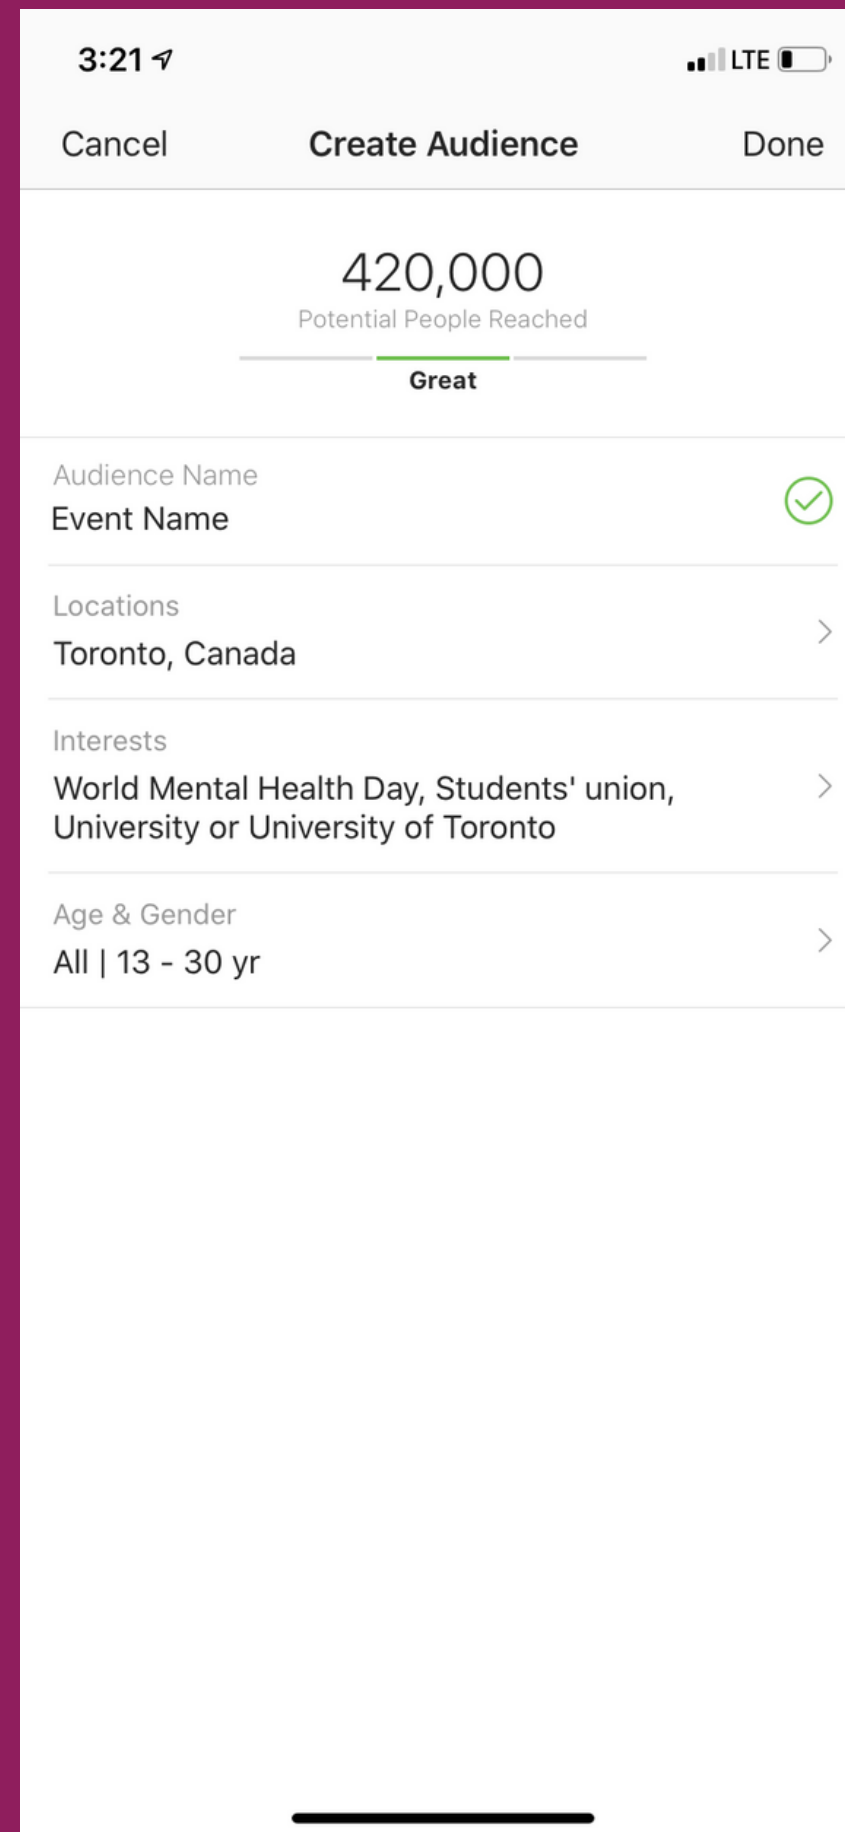 3:21
LTE
Cancel
Create Audience
Done
420,000
Potential People Reached
Great
Audience Name
Event Name
Locations
Toronto, Canada
Interests
World Mental Health Day, Students' union,
University or University of Toronto
Age & Gender
All | 13 - 30 yr